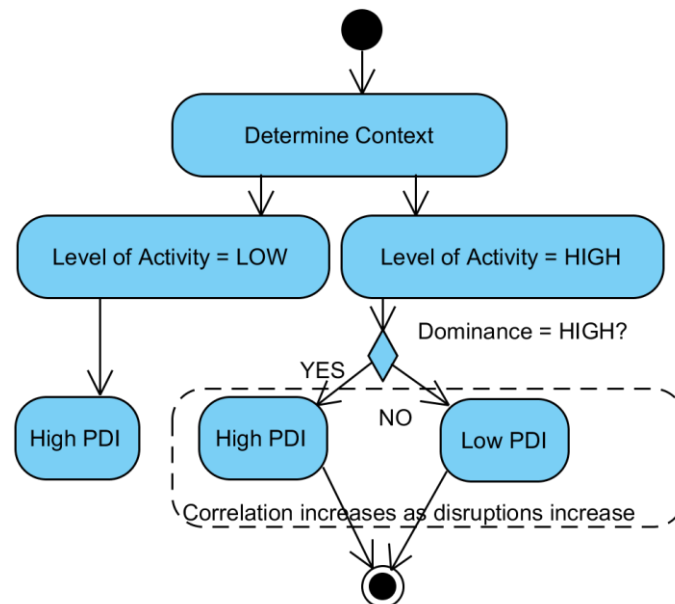 Determine Context
Level of Activity = LOW
Level of Activity = HIGH
Dominance = HIGH?
YES
NO
High PDI
High PDI
Low PDI
Correlation increases as disruptions increase